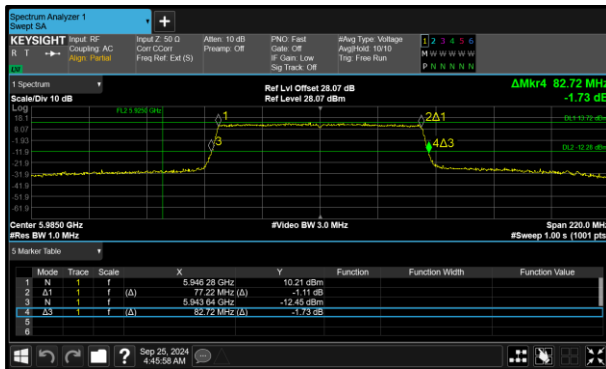 Spectrum Analyzer 1
Swept SA
KEYSIGHT Input: RF Input Z: 50 Ω Atten: 10 dB PNO: Fast #Avg Type: Voltage 1 2 3 4 5 6
R T Coupling: AC Corr CCorr Preamp: Off Gate: Off Avg|Hold: 10/10 M W W W W W
Align: Partial Freq Ref: Ext (S) IF Gain: Low Trig: Free Run P N N N N N
Sig Track: Off
1 Spectrum Ref Lvl Offset 28.07 dB ΔMkr4 82.72 MHz
Scale/Div 10 dB Ref Level 28.07 dBm -1.73 dB
Log FL2 5.9250 GHz
18.1 1 2Δ1 DL1 13.72 dBm
8.07
-1.93 3 4Δ3 DL2 -12.28 dBm
-11.9
-21.9
-31.9
-41.9
-51.9
-61.9
Center 5.9850 GHz #Video BW 3.0 MHz Span 220.0 MHz
#Res BW 1.0 MHz #Sweep 1.00 s (1001 pts)
5 Marker Table
Mode Trace Scale X Y Function Function Width Function Value
1 N 1 f 5.946 28 GHz 10.21 dBm
2 Δ1 1 f (Δ) 77.22 MHz (Δ) -1.11 dB
3 N 1 f 5.943 64 GHz -12.45 dBm
4 Δ3 1 f (Δ) 82.72 MHz (Δ) -1.73 dB
5
6
? Sep 25, 2024
4:45:58 AM